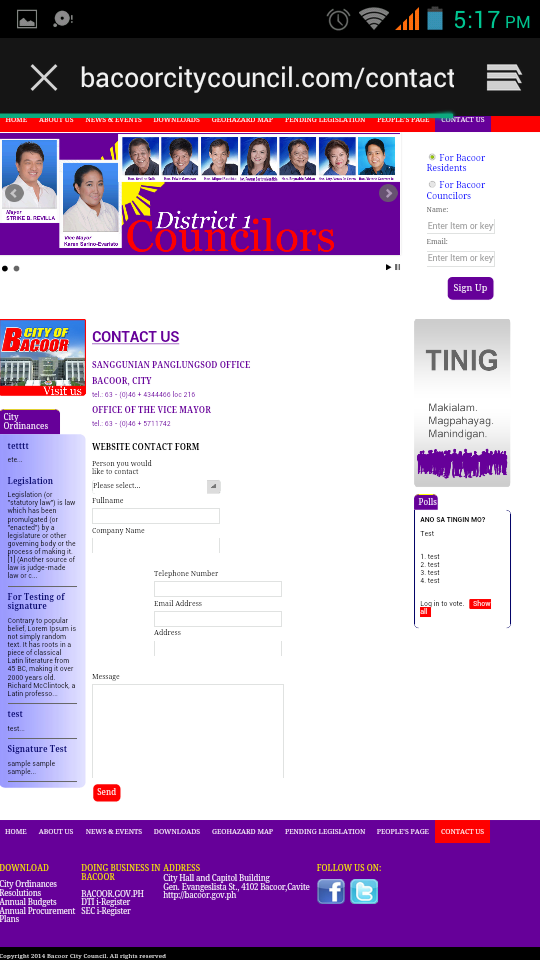 5:17 PM
bacoorcitycouncil.com/contact
HOME ABOUT US NEWS & EVENTS DOWNLOADS GEOHAZARD MAP PENDING LEGISLATION PEOPLE'S PAGE CONTACT US
Mayor
STRIKE B. REVILLA
Vice Mayor
Karen Sarino-Evaristo
District 1
Councilors
For Bacoor
Residents
For Bacoor
Councilors
Name:
Enter Item or key
Email:
Enter Item or key
Sign Up
CITY OF
BACOOR
Visit us
City
Ordinances
tetttt
ete...
Legislation
Legislation (or
"statutory law") is law
which has been
promulgated (or
"enacted") by a
legislature or other
governing body or the
process of making it.
[1] (Another source of
law is judge-made
law or c...
For Testing of
signature
Contrary to popular
belief, Lorem Ipsum is
not simply random
text. It has roots in a
piece of classical
Latin literature from
45 BC, making it over
2000 years old.
Richard McClintock, a
Latin professo...
test
test...
Signature Test
sample sample
sample...
CONTACT US
SANGGUNIAN PANGLUNGSOD OFFICE
BACOOR, CITY
tel.: 63 - (0)46 + 4344466 loc 216
OFFICE OF THE VICE MAYOR
tel.: 63 - (0)46 + 5711742
WEBSITE CONTACT FORM
Person you would
like to contact
Please select...
Fullname
Company Name
Telephone Number
Email Address
Address
Message
Send
TINIG
Makialam.
Magpahayag.
Manindigan.
Polls
ANO SA TINGIN MO?
Test
1. test
2. test
3. test
4. test
Log in to vote. Show
all
HOME ABOUT US NEWS & EVENTS DOWNLOADS GEOHAZARD MAP PENDING LEGISLATION PEOPLE'S PAGE CONTACT US
DOWNLOAD
City Ordinances
Resolutions
Annual Budgets
Annual Procurement
Plans
DOING BUSINESS IN
BACOOR
BACOOR.GOV.PH
DTI i-Register
SEC i-Register
ADDRESS
City Hall and Capitol Building
Gen. Evangeslista St., 4102 Bacoor,Cavite
http://bacoor.gov.ph
FOLLOW US ON:
Copyright 2014 Bacoor City Council. All rights reserved